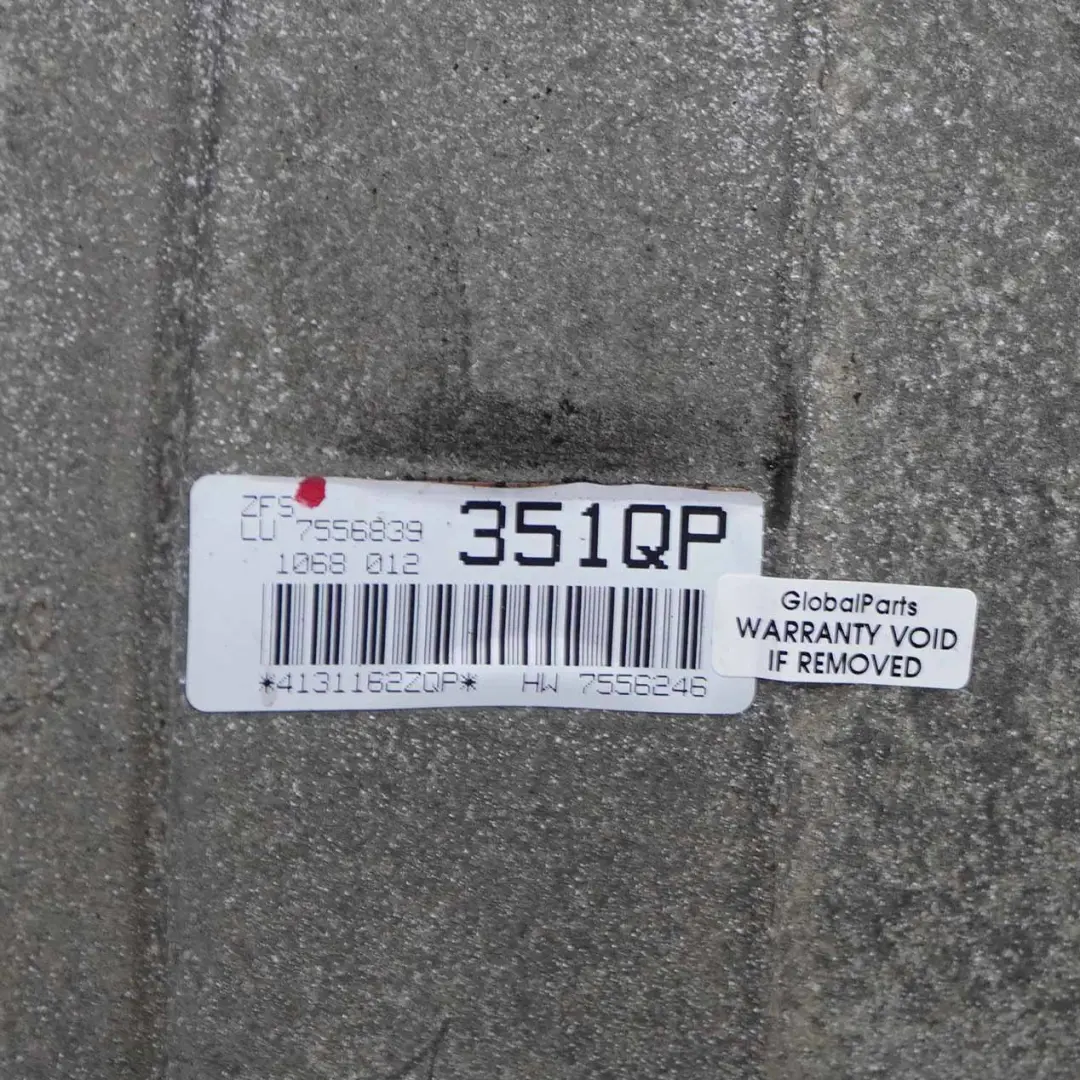 ZFS
LU 7556839
1068 012
351QP
*4131162ZQP* HW 7556246
GlobalParts
WARRANTY VOID
IF REMOVED